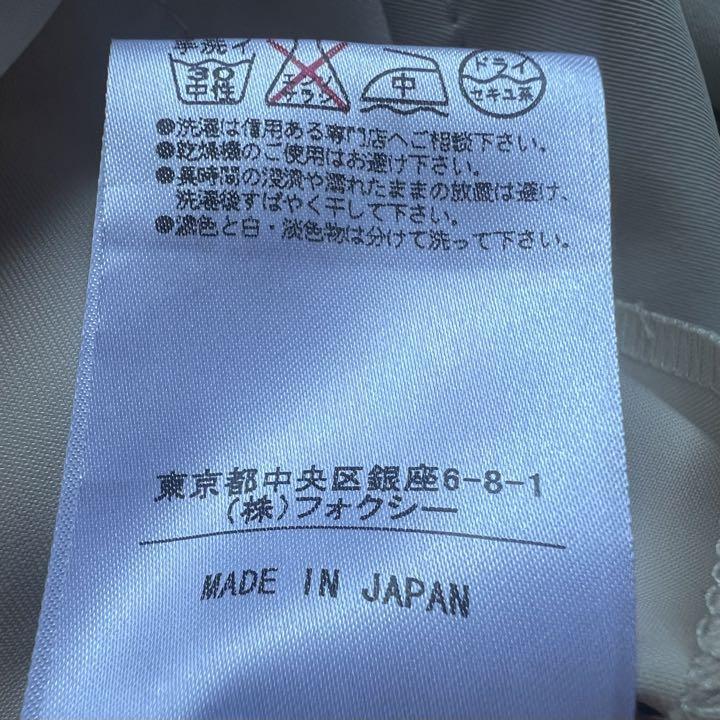 手洗イ
30
中性
エンソ
サラシ
中
ドライ
セキユ系
●洗濯は信用ある専門店へご相談下さい。
●乾燥機のご使用はお避け下さい。
●長時間の浸漬や濡れたままの放置は避け、
洗濯後すばやく干して下さい。
●濃色と白・淡色物は分けて洗って下さい。
東京都中央区銀座6-8-1
(株)フォクシー
MADE IN JAPAN